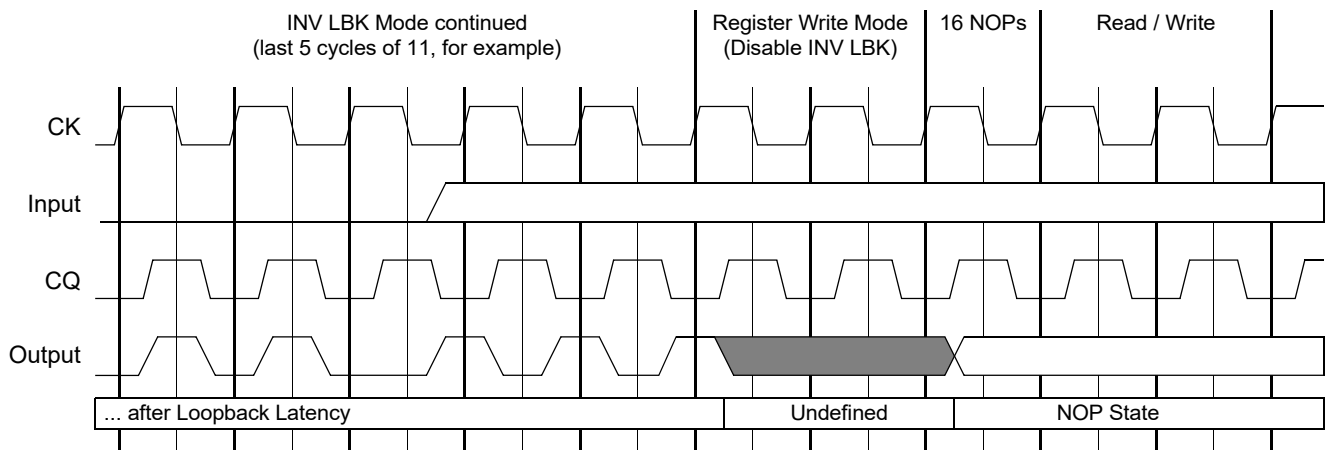 INV LBK Mode continued
(last 5 cycles of 11, for example)
Register Write Mode
(Disable INV LBK)
16 NOPs
Read / Write
CK
Input
CQ
Output
... after Loopback Latency
Undefined
NOP State